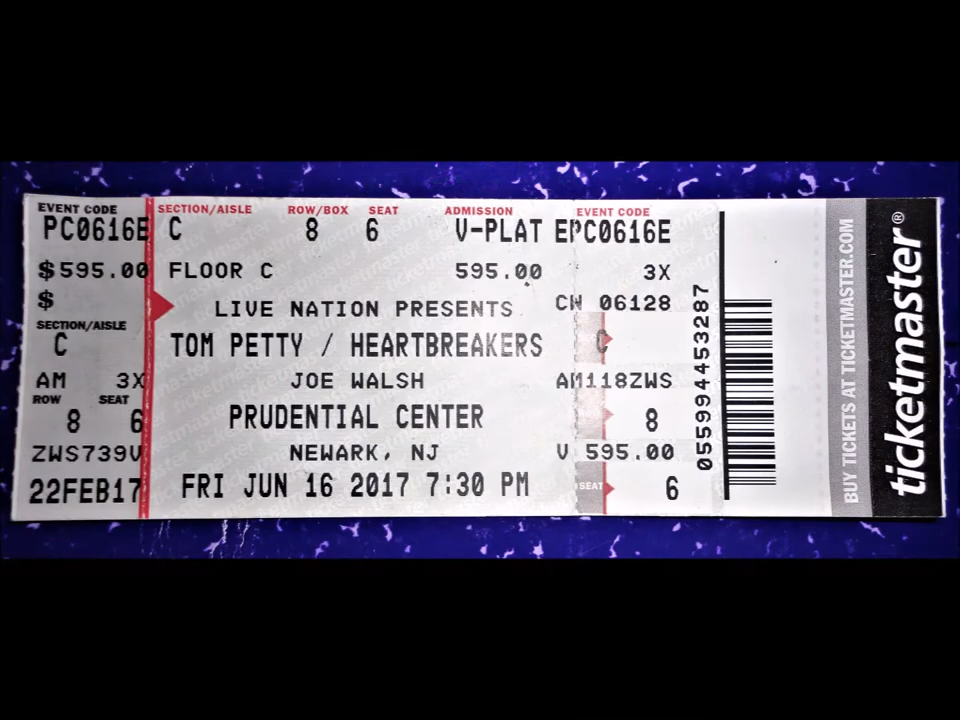 EVENT CODE
PC0616E
$595.00
$
SECTION/AISLE
C
AM 3X
ROW SEAT
8 6
ZWS739V
22FEB17
SECTION/AISLE ROW/BOX SEAT ADMISSION
C 8 6 V-PLAT
FLOOR C 595.00
LIVE NATION PRESENTS
TOM PETTY / HEARTBREAKERS
JOE WALSH
PRUDENTIAL CENTER
NEWARK, NJ
FRI JUN 16 2017 7:30 PM
EVENT CODE
EPC0616E
3X
CW 06128
C
AM118ZWS
8
V 595.00
SEAT
6
0559944453287
BUY TICKETS AT TICKETMASTER.COM
ticketmaster®